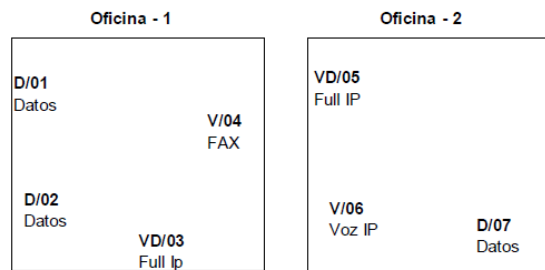 Oficina - 1
D/01
Datos
V/04
FAX
D/02
Datos
VD/03
Full Ip
Oficina - 2
VD/05
Full IP
V/06
Voz IP
D/07
Datos